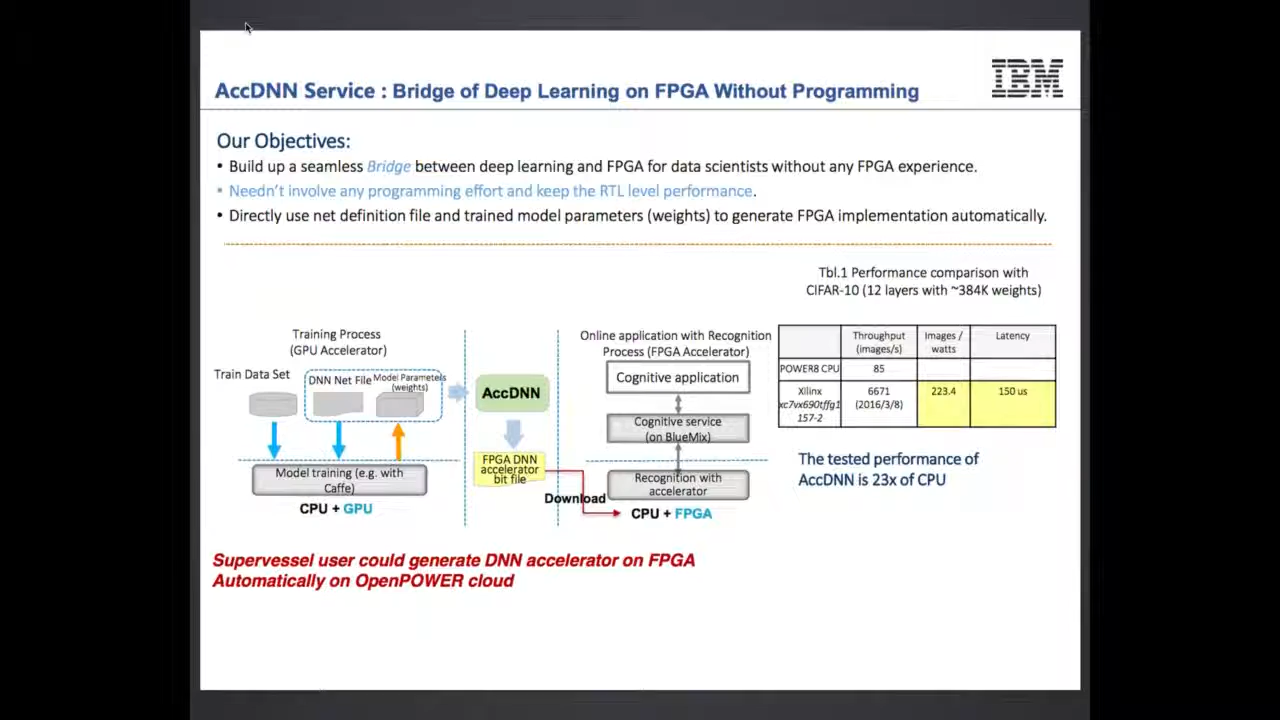 IBM
AccDNN Service : Bridge of Deep Learning on FPGA Without Programming
Our Objectives:
• Build up a seamless Bridge between deep learning and FPGA for data scientists without any FPGA experience.
• Needn't involve any programming effort and keep the RTL level performance.
• Directly use net definition file and trained model parameters (weights) to generate FPGA implementation automatically.
Tbl.1 Performance comparison with
CIFAR-10 (12 layers with ~384K weights)
Training Process
(GPU Accelerator)
Train Data Set
DNN Net File
Model Parameters
(weights)
Model training (e.g. with
Caffe)
CPU + GPU
AccDNN
FPGA DNN
accelerator
bit file
Download
Online application with Recognition
Process (FPGA Accelerator)
Cognitive application
Cognitive service
(on BlueMix)
Recognition with
accelerator
CPU + FPGA
Throughput
(images/s)
Images /
watts
Latency
POWER8 CPU
85
Xilinx
xc7vx690tffg1
157-2
6671
(2016/3/8)
223.4
150 us
The tested performance of
AccDNN is 23x of CPU
Supervessel user could generate DNN accelerator on FPGA
Automatically on OpenPOWER cloud